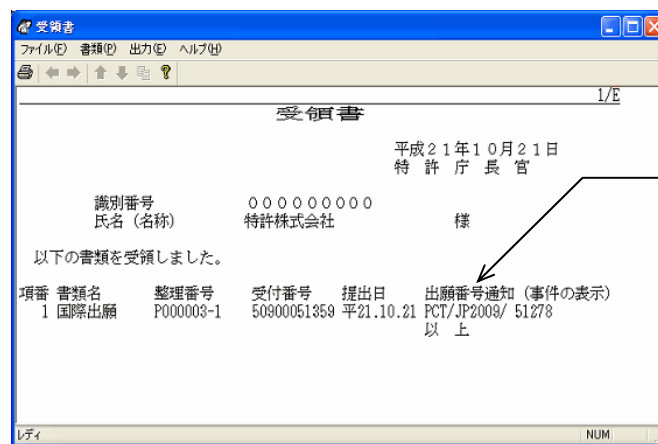 受領書
ファイル(F) 書類(P) 出力(E) ヘルプ(H)
1/E
受領書
平成21年10月21日
特 許 庁 長 官
識別番号 000000000
氏名(名称) 特許株式会社 様
以下の書類を受領しました。
項番 書類名 整理番号 受付番号 提出日 出願番号通知(事件の表示)
1 国際出願 P000003-1 50900051359 平21.10.21 PCT/JP2009/ 51278
以 上
レディ NUM